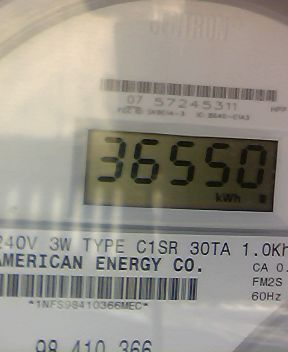 CENTRON
07 57245311
36550
kWh
240V 3W TYPE C1SR 30TA 1.0Kh
AMERICAN ENERGY CO.
CA 0.
FM2S
60Hz
*1NFS98410366MEC*
98 410 366